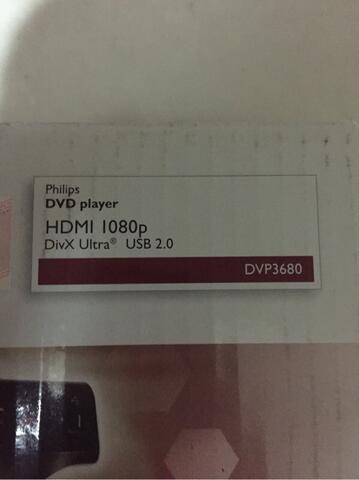 Philips
DVD player
HDMI 1080p
DivX Ultra® USB 2.0
DVP3680